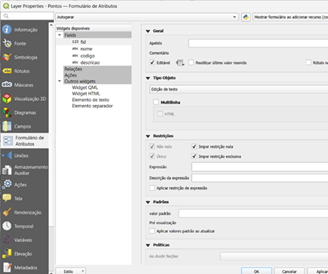 Layer Properties - Pontos — Formulário de Atributos
Autogerar
Mostrar formulário ao adicionar recurso
Informação
Fonte
Simbologia
Rótulos
Máscaras
Visualização 3D
Diagramas
Campos
Formulário de
Atributos
Uniões
Armazenamento
Auxiliar
Ações
Tela
Renderização
Temporal
Variáveis
Elevação
Metadados
Widgets disponíveis
Fields
123 fid
abc nome
abc codigo
abc descricao
Relações
Ações
Outros widgets
Widget QML
Widget HTML
Elemento de texto
Elemento separador
Geral
Apelido
Comentário
Editável
Reutilizar último valor inserido
Rótulo
Tipo Objeto
Edição de texto
Multilinha
HTML
Restrições
Não nulo
Impor restrição não nula
Único
Impor restrição exclusiva
Expressão
Descrição da expressão
Aplicar restrição de expressão
Padrões
valor padrão
Pré visualização
Aplicar valores padrão ao atualizar
Políticas
ao dividir feições
Estilo
OK
Cancelar